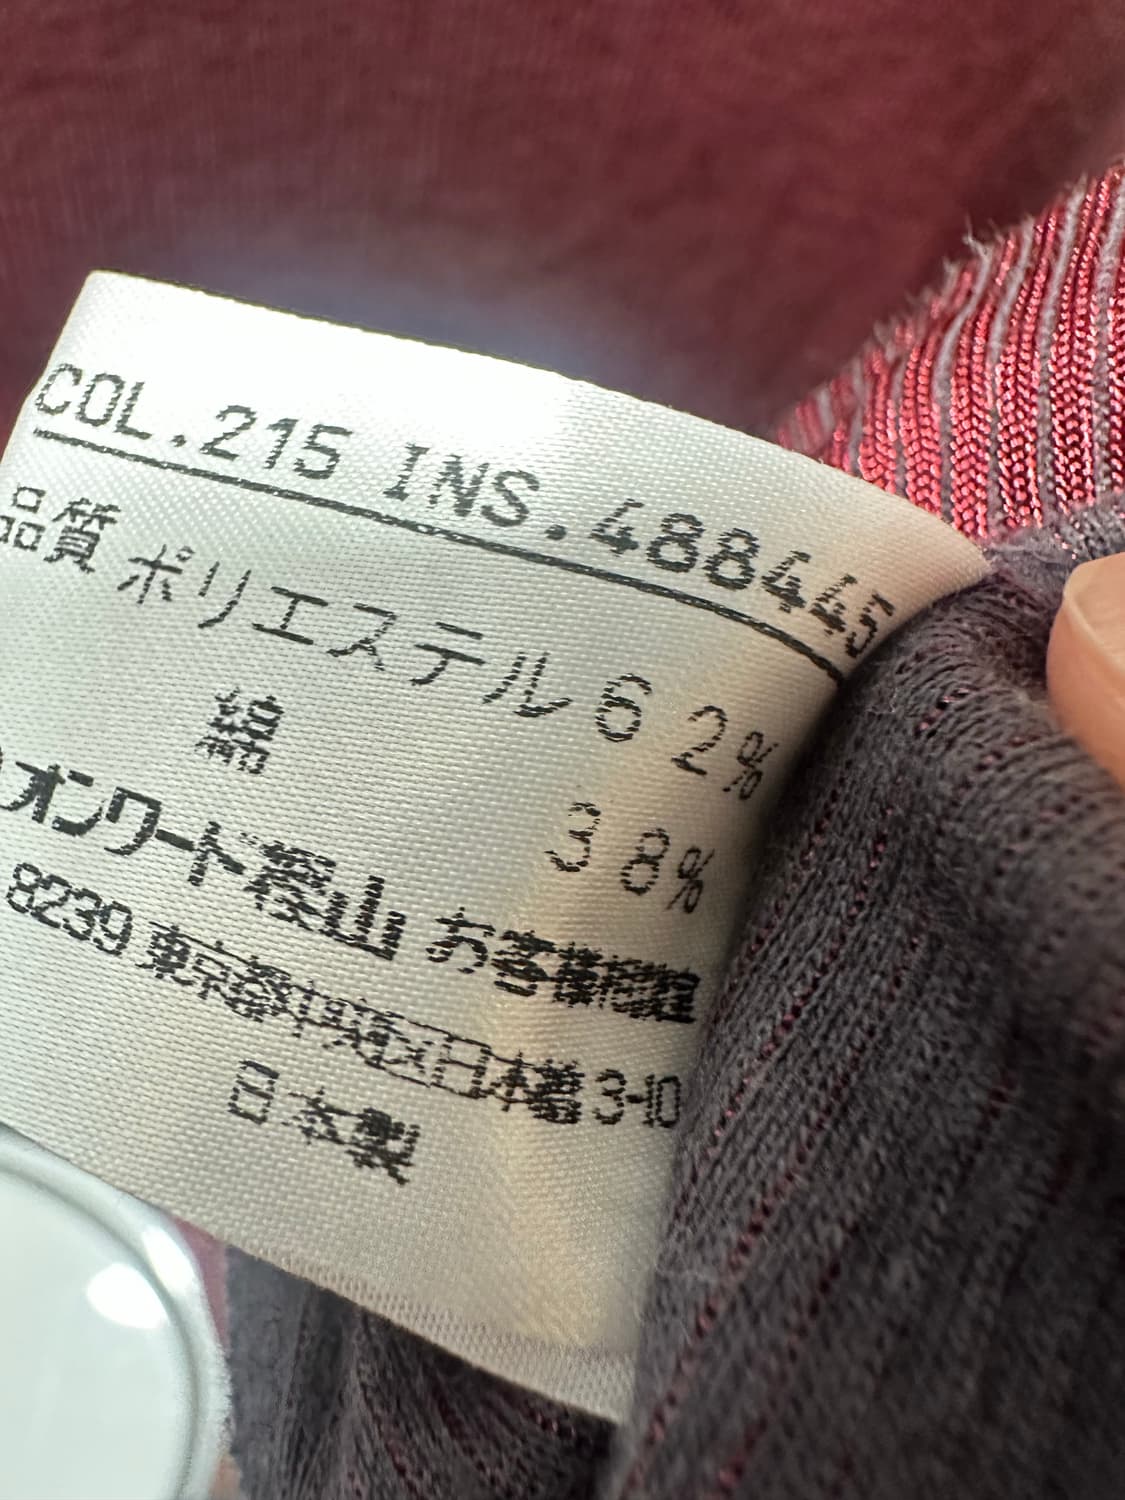 COL.215 INS.488445
品質 ポリエステル 6 2%
綿 3 8%
オンワード樫山 お客様相談室
8239 東京都中央区日本橋3-10
日本製